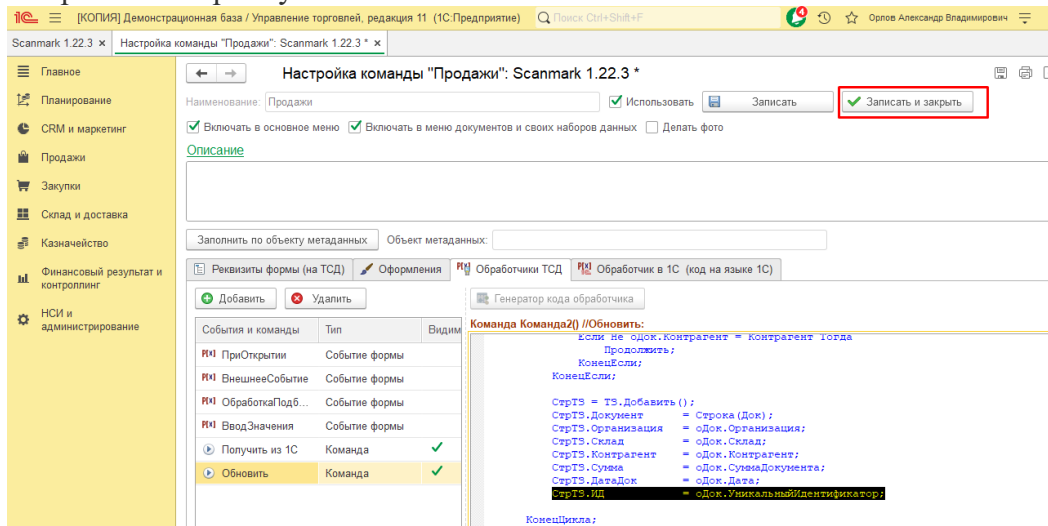 1С [КОПИЯ] Демонстрационная база / Управление торговлей, редакция 11 (1С:Предприятие) Поиск Ctrl+Shift+F 4 Орлов Александр Владимирович
Scanmark 1.22.3 × Настройка команды "Продажи": Scanmark 1.22.3 * ×
Главное
Планирование
CRM и маркетинг
Продажи
Закупки
Склад и доставка
Казначейство
Финансовый результат и
контроллинг
НСИ и
администрирование
Настройка команды "Продажи": Scanmark 1.22.3 *
Наименование: Продажи Использовать Записать Записать и закрыть
Включать в основное меню Включать в меню документов и своих наборов данных Делать фото
Описание
Заполнить по объекту метаданных Объект метаданных:
Реквизиты формы (на ТСД) Оформления Обработчики ТСД Обработчик в 1С (код на языке 1С)
Добавить Удалить Генератор кода обработчика
События и команды Тип Видим
ПриОткрытии Событие формы
ВнешнееСобытие Событие формы
ОбработкаПодб... Событие формы
ВводЗначения Событие формы
Получить из 1С Команда
Обновить Команда
Команда Команда2() //Обновить:
Если Не оДок.Контрагент = Контрагент Тогда
Продолжить;
КонецЕсли;
КонецЕсли;
СтрТЗ = ТЗ.Добавить();
СтрТЗ.Документ = Строка(Док);
СтрТЗ.Организация = оДок.Организация;
СтрТЗ.Склад = оДок.Склад;
СтрТЗ.Контрагент = оДок.Контрагент;
СтрТЗ.Сумма = оДок.СуммаДокумента;
СтрТЗ.ДатаДок = оДок.Дата;
СтрТЗ.ИД = оДок.УникальныйИдентификатор;
КонецЦикла;